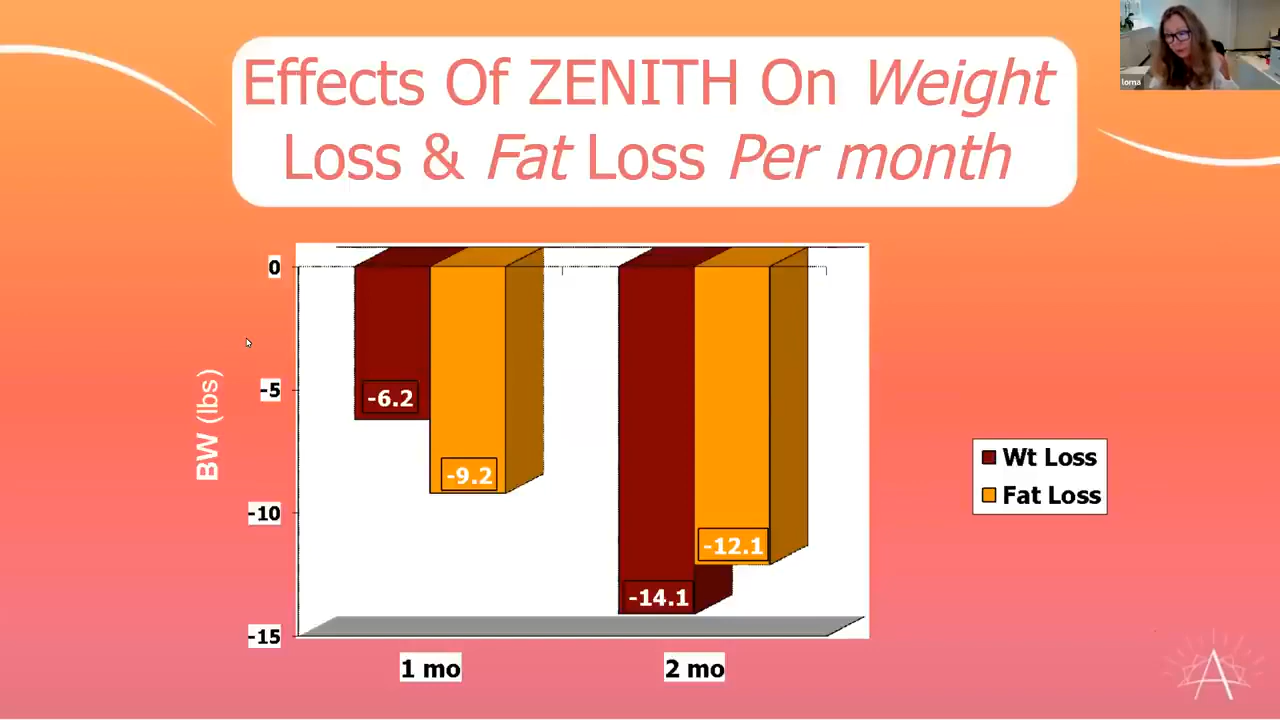 Effects Of ZENITH On Weight
Loss & Fat Loss Per month
lorna
0
-5
-10
-15
BW (lbs)
-6.2
-9.2
-14.1
-12.1
1 mo
2 mo
Wt Loss
Fat Loss